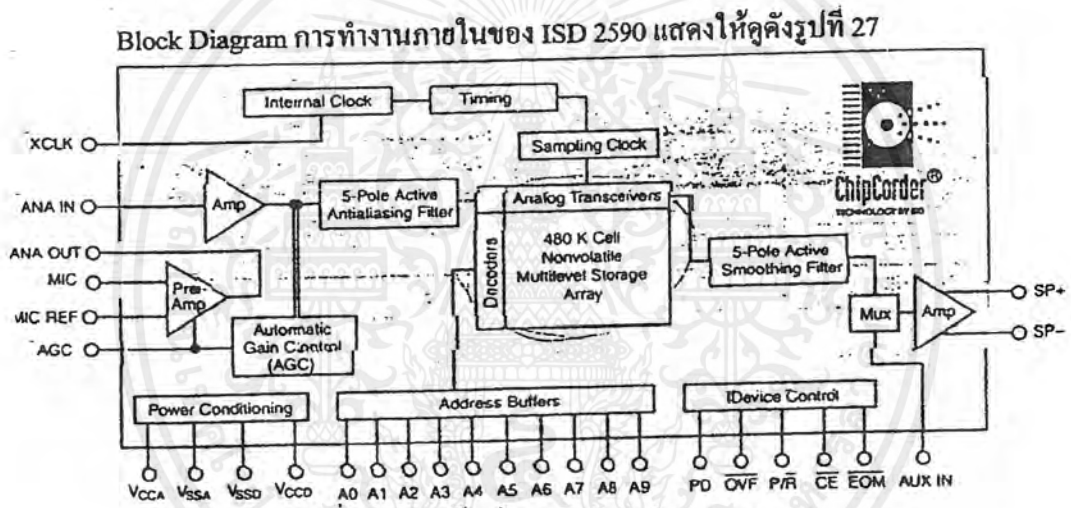 Block Diagram การทำงานภายในของ ISD 2590 แสดงให้ดูดังรูปที่ 27
Internal Clock
Timing
XCLK
Sampling Clock
ChipCorder®
TECHNOLOGY BY ISD
ANA IN
Amp
5-Pole Active
Antialiasing Filter
Analog Transceivers
Decoders
480 K Cell
Nonvolatile
Multilevel Storage
Array
5-Pole Active
Smoothing Filter
ANA OUT
MIC
Pre-
Amp
MIC REF
AGC
Automatic
Gain Control
(AGC)
Mux
Amp
SP+
SP−
Power Conditioning
Address Buffers
Device Control
VCCA VSSA VSSD VCCD A0 A1 A2 A3 A4 A5 A6 A7 A8 A9 PD OVF P/R CE EOM AUX IN